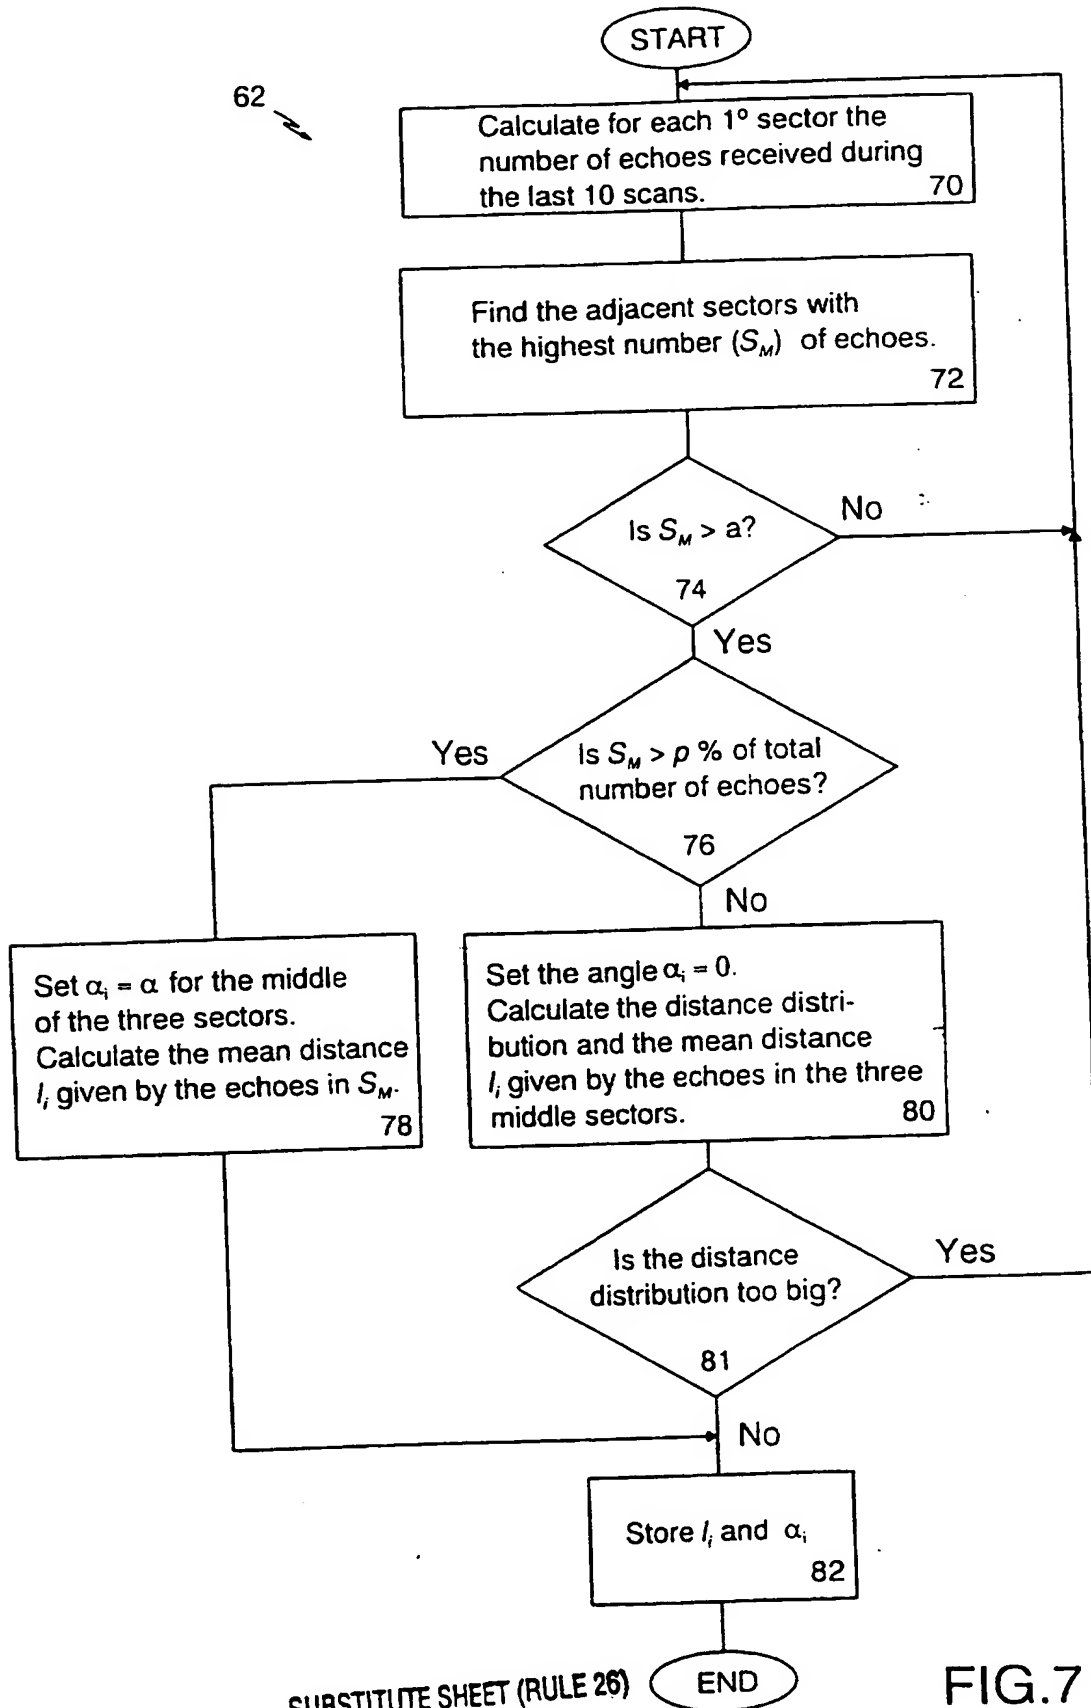 START
62
Calculate for each 1° sector the
number of echoes received during
the last 10 scans.
70
Find the adjacent sectors with
the highest number (S_M) of echoes.
72
Is S_M > a?
No
74
Yes
Is S_M > p % of total
number of echoes?
Yes
76
No
Set α_i = α for the middle
of the three sectors.
Calculate the mean distance
l_i given by the echoes in S_M.
78
Set the angle α_i = 0.
Calculate the distance distri-
bution and the mean distance
l_i given by the echoes in the three
middle sectors.
80
Is the distance
distribution too big?
Yes
81
No
Store l_i and α_i
82
END
SUBSTITUTE SHEET (RULE 26)
FIG.7